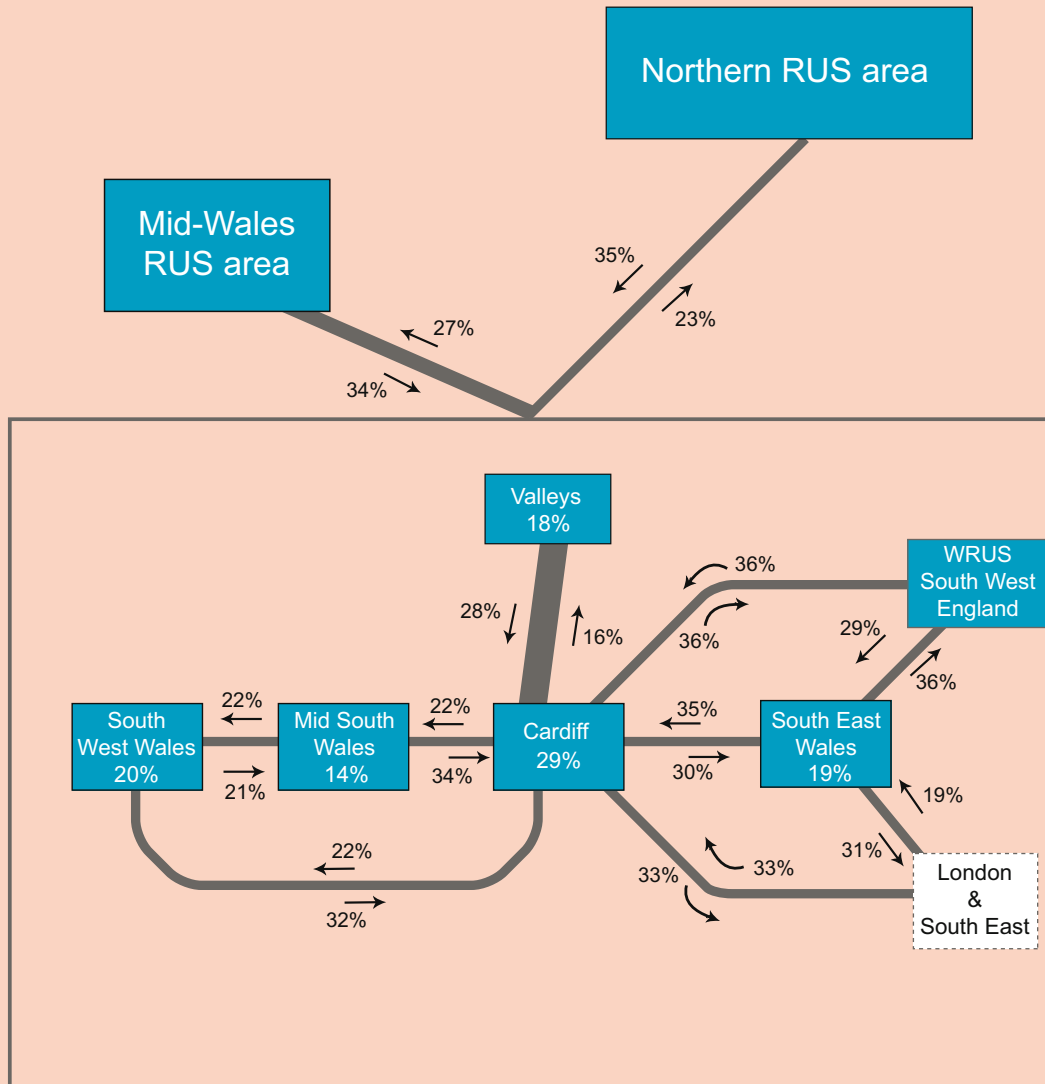 Northern RUS area
Mid-Wales
RUS area
35%
23%
27%
34%
Valleys
18%
WRUS
South West
England
36%
28%
16%
36%
29%
36%
22%
22%
35%
South
West Wales
20%
Mid South
Wales
14%
Cardiff
29%
South East
Wales
19%
21%
34%
30%
19%
22%
31%
33%
33%
32%
London
&
South East